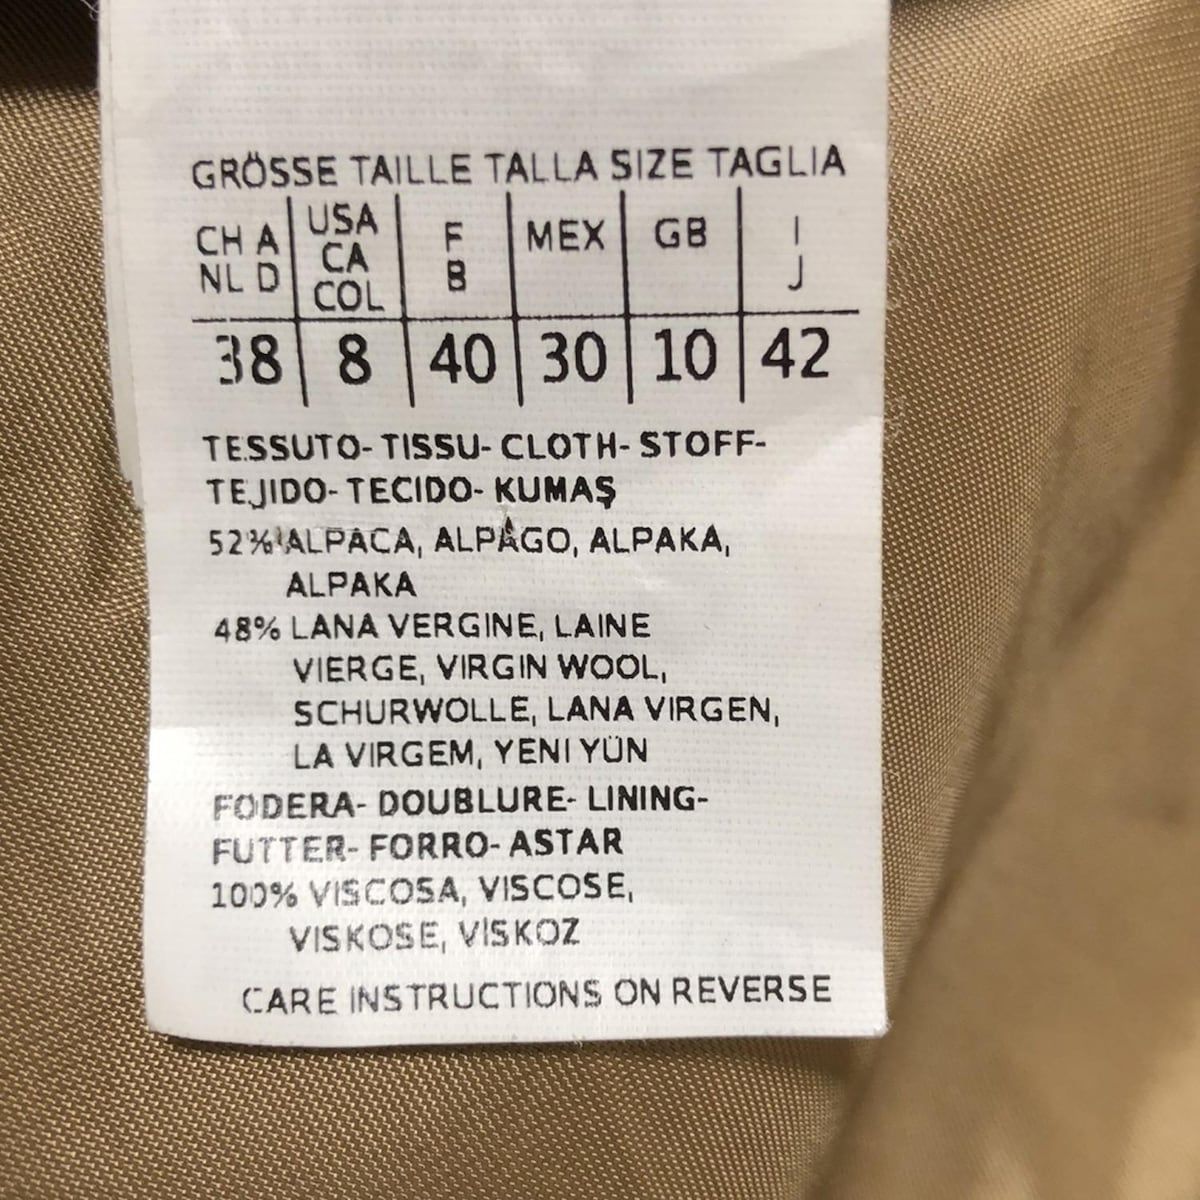 GRÖSSE TAILLE TALLA SIZE TAGLIA
CH A NL D | USA CA COL | F B | MEX | GB | I J
38 | 8 | 40 | 30 | 10 | 42
TESSUTO- TISSU- CLOTH- STOFF-
TEJIDO- TECIDO- KUMAŞ
52% ALPACA, ALPAGO, ALPAKA,
ALPAKA
48% LANA VERGINE, LAINE
VIERGE, VIRGIN WOOL,
SCHURWOLLE, LANA VIRGEN,
LA VIRGEM, YENI YÜN
FODERA- DOUBLURE- LINING-
FUTTER- FORRO- ASTAR
100% VISCOSA, VISCOSE,
VISKOSE, VİSKOZ
CARE INSTRUCTIONS ON REVERSE